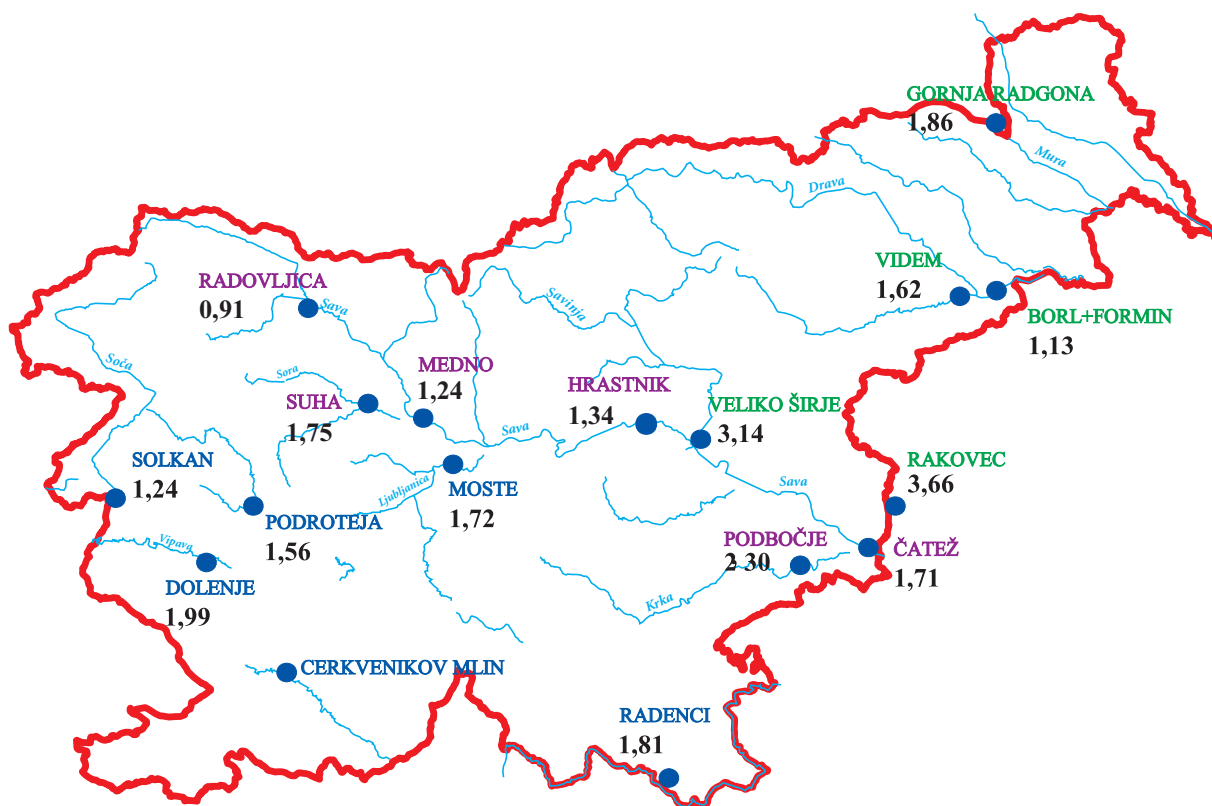 GORNJA RADGONA
1,86
Mura
Drava
VIDEM
1,62
BORL+FORMIN
1,13
RADOVLJICA
0,91
Sava
Savinja
Soča
Sora
MEDNO
1,24
SUHA
1,75
HRASTNIK
1,34
VELIKO ŠIRJE
3,14
Sava
SOLKAN
1,24
Ljubljanica
MOSTE
1,72
Sava
RAKOVEC
3,66
PODROTEJA
1,56
Vipava
DOLENJE
1,99
PODBOČJE
2 30
ČATEŽ
1,71
Krka
CERKVENIKOV MLIN
RADENCI
1,81